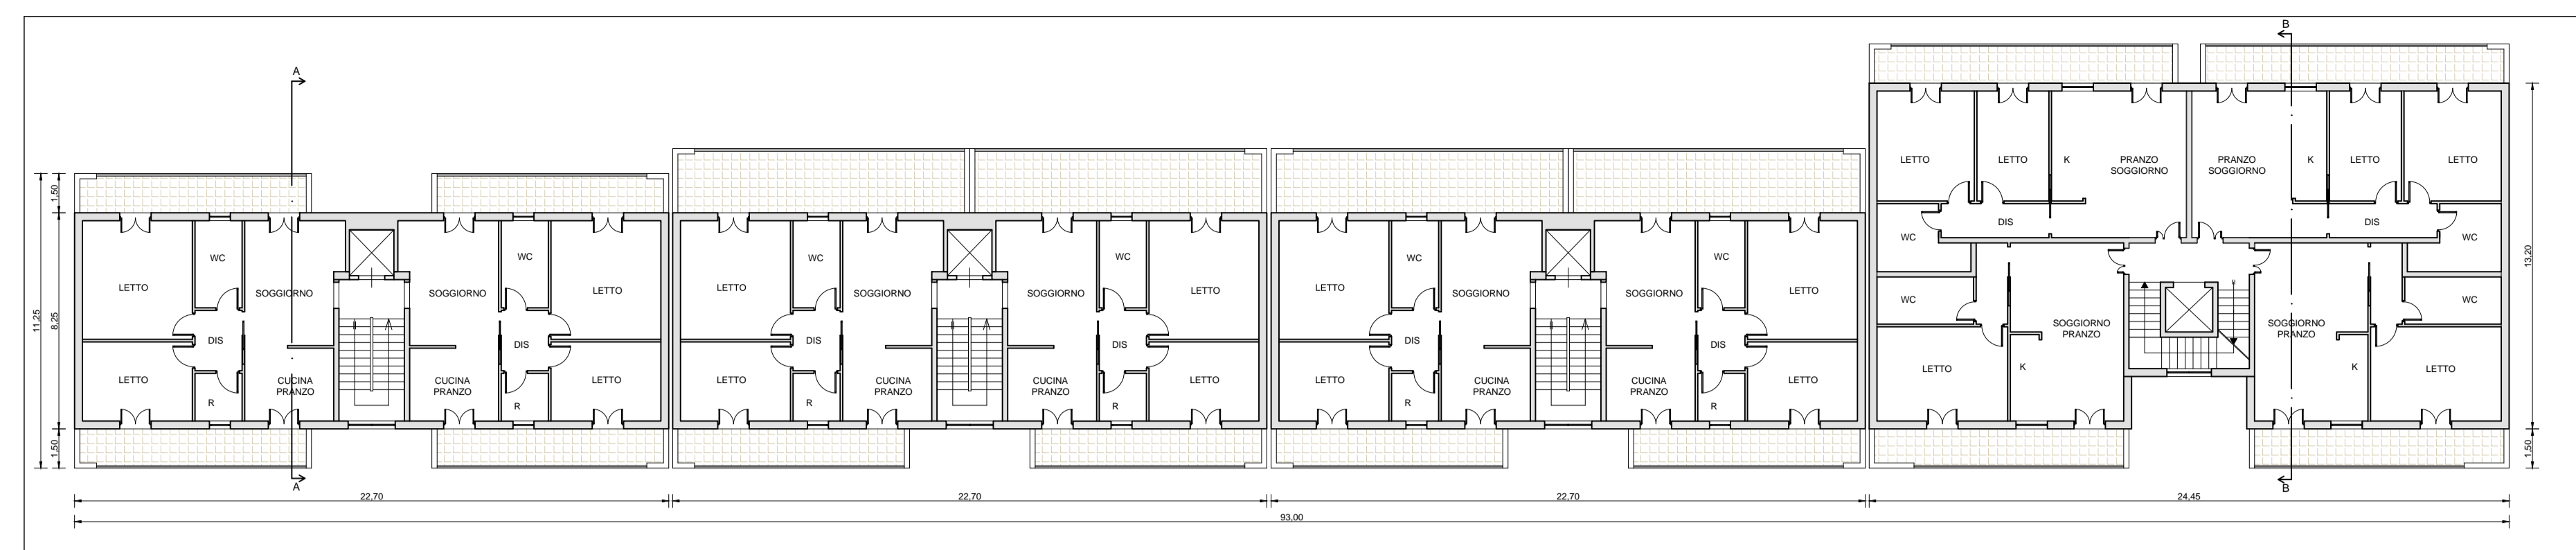 B
A
LETTO
LETTO
K
PRANZO
SOGGIORNO
PRANZO
SOGGIORNO
K
LETTO
LETTO
1,50
11,25
8,25
1,50
13,20
1,50
DIS
DIS
WC
WC
WC
WC
SOGGIORNO
PRANZO
SOGGIORNO
PRANZO
K
K
LETTO
LETTO
WC
WC
LETTO
SOGGIORNO
SOGGIORNO
LETTO
DIS
DIS
LETTO
CUCINA
PRANZO
CUCINA
PRANZO
LETTO
R
R
WC
WC
LETTO
SOGGIORNO
SOGGIORNO
LETTO
DIS
DIS
LETTO
CUCINA
PRANZO
CUCINA
PRANZO
LETTO
R
R
WC
WC
LETTO
SOGGIORNO
SOGGIORNO
LETTO
DIS
DIS
LETTO
CUCINA
PRANZO
CUCINA
PRANZO
LETTO
R
R
A
B
22,70
22,70
22,70
24,45
93,00